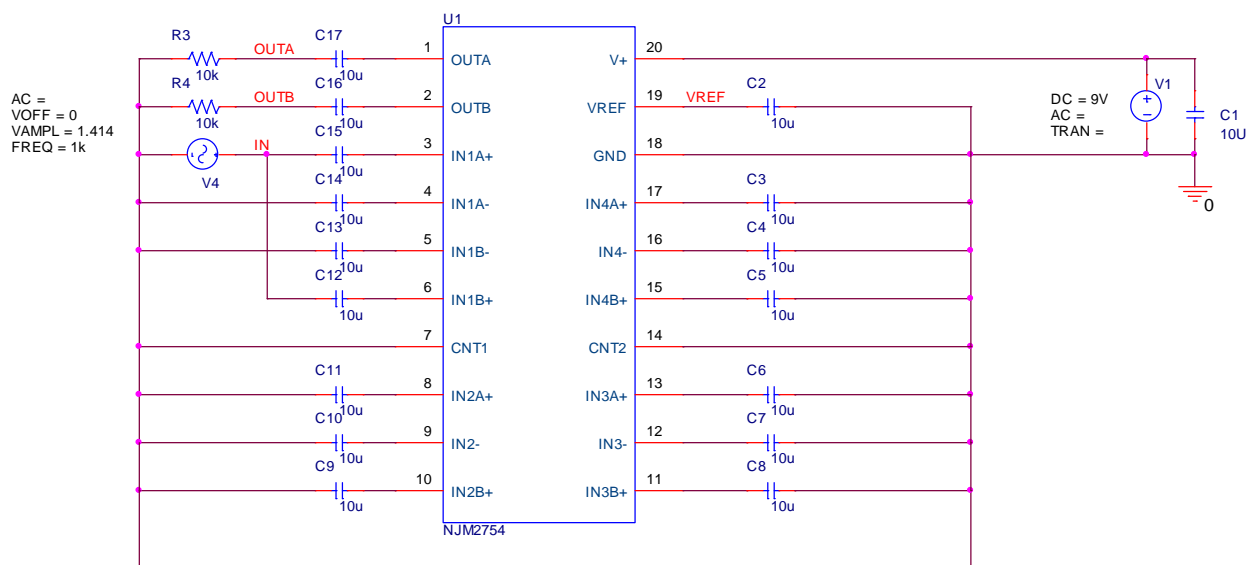 U1
R3
OUTA
C17
1
OUTA
V+
20
10k
10u
R4
OUTB
C16
2
OUTB
VREF
19
VREF
C2
V1
10k
10u
10u
AC =
VOFF = 0
VAMPL = 1.414
FREQ = 1k
DC = 9V
AC =
TRAN =
C1
10U
IN
C15
3
IN1A+
GND
18
V4
10u
0
C14
4
IN1A-
IN4A+
17
C3
10u
10u
C13
5
IN1B-
IN4-
16
C4
10u
10u
C12
6
IN1B+
IN4B+
15
C5
10u
10u
7
CNT1
CNT2
14
C11
8
IN2A+
IN3A+
13
C6
10u
10u
C10
9
IN2-
IN3-
12
C7
10u
10u
C9
10
IN2B+
IN3B+
11
C8
10u
10u
NJM2754